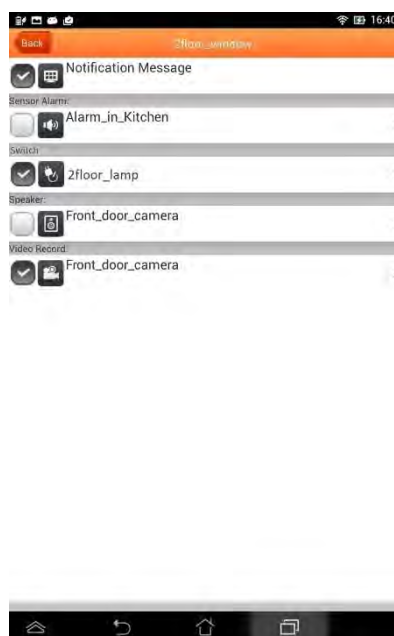 16:40
Back
2floor_window
Notification Message
Sensor Alarm:
Alarm_in_Kitchen
Switch:
2floor_lamp
Speaker:
Front_door_camera
Video Record:
Front_door_camera